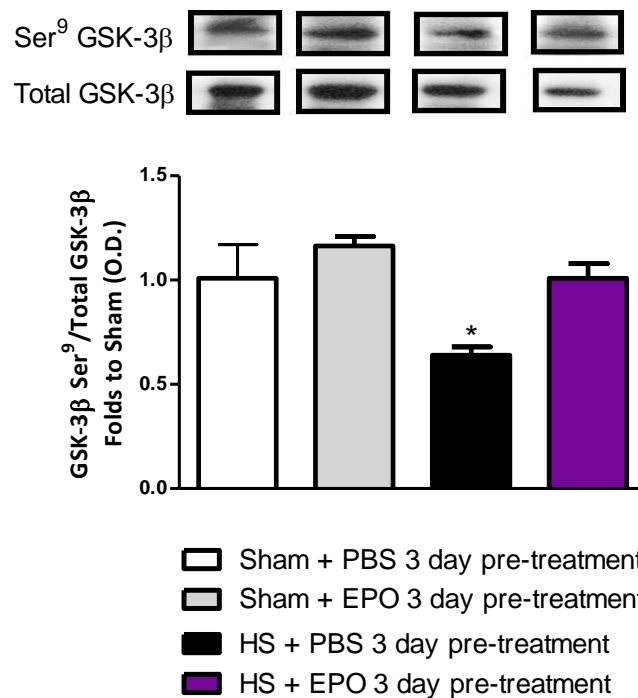 Ser⁹ GSK-3β
Total GSK-3β
GSK-3β Ser⁹/Total GSK-3β
Folds to Sham (O.D.)
1.5
1.0
0.5
0.0
*
Sham + PBS 3 day pre-treatment
Sham + EPO 3 day pre-treatment
HS + PBS 3 day pre-treatment
HS + EPO 3 day pre-treatment